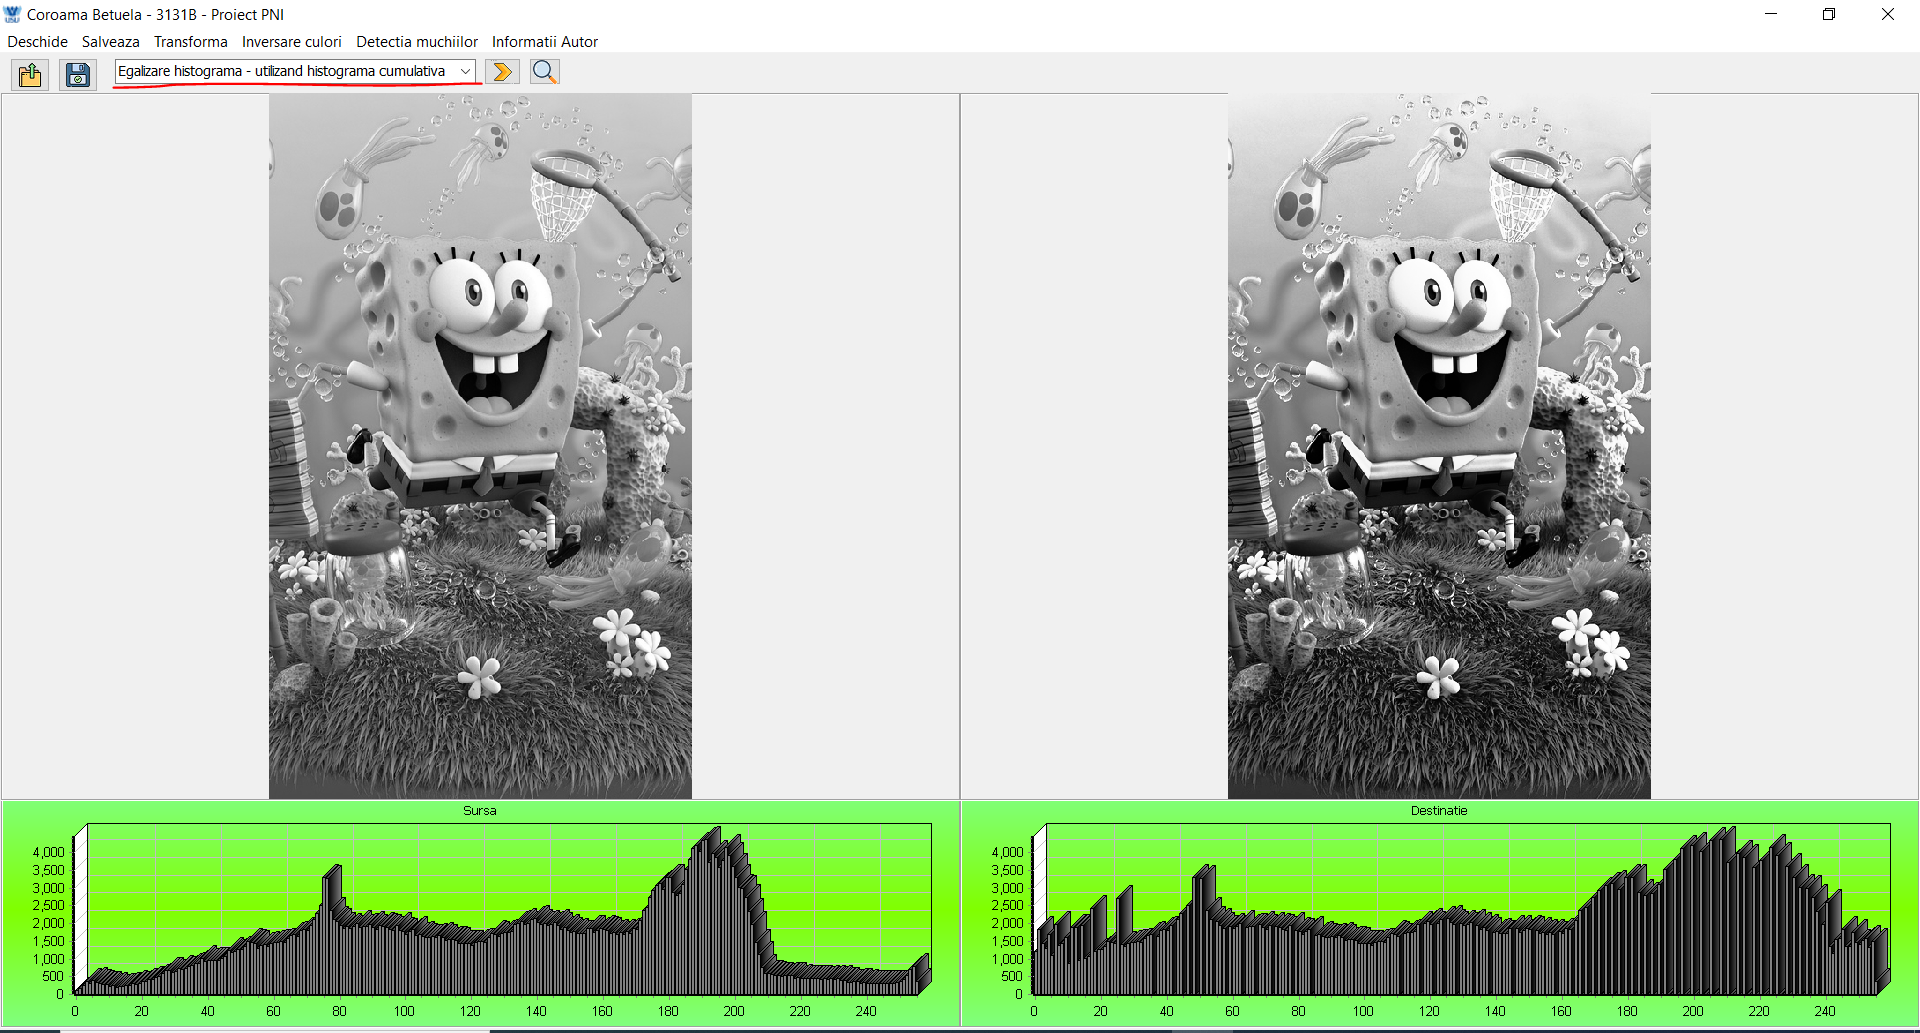 Coroama Betuela - 3131B - Proiect PNI
Deschide Salveaza Transforma Inversare culori Detectia muchiilor Informatii Autor
Egalizare histograma - utilizand histograma cumulativa
Sursa
4,000
3,500
3,000
2,500
2,000
1,500
1,000
500
0
0 20 40 60 80 100 120 140 160 180 200 220 240
Destinatie
4,000
3,500
3,000
2,500
2,000
1,500
1,000
500
0
0 20 40 60 80 100 120 140 160 180 200 220 240